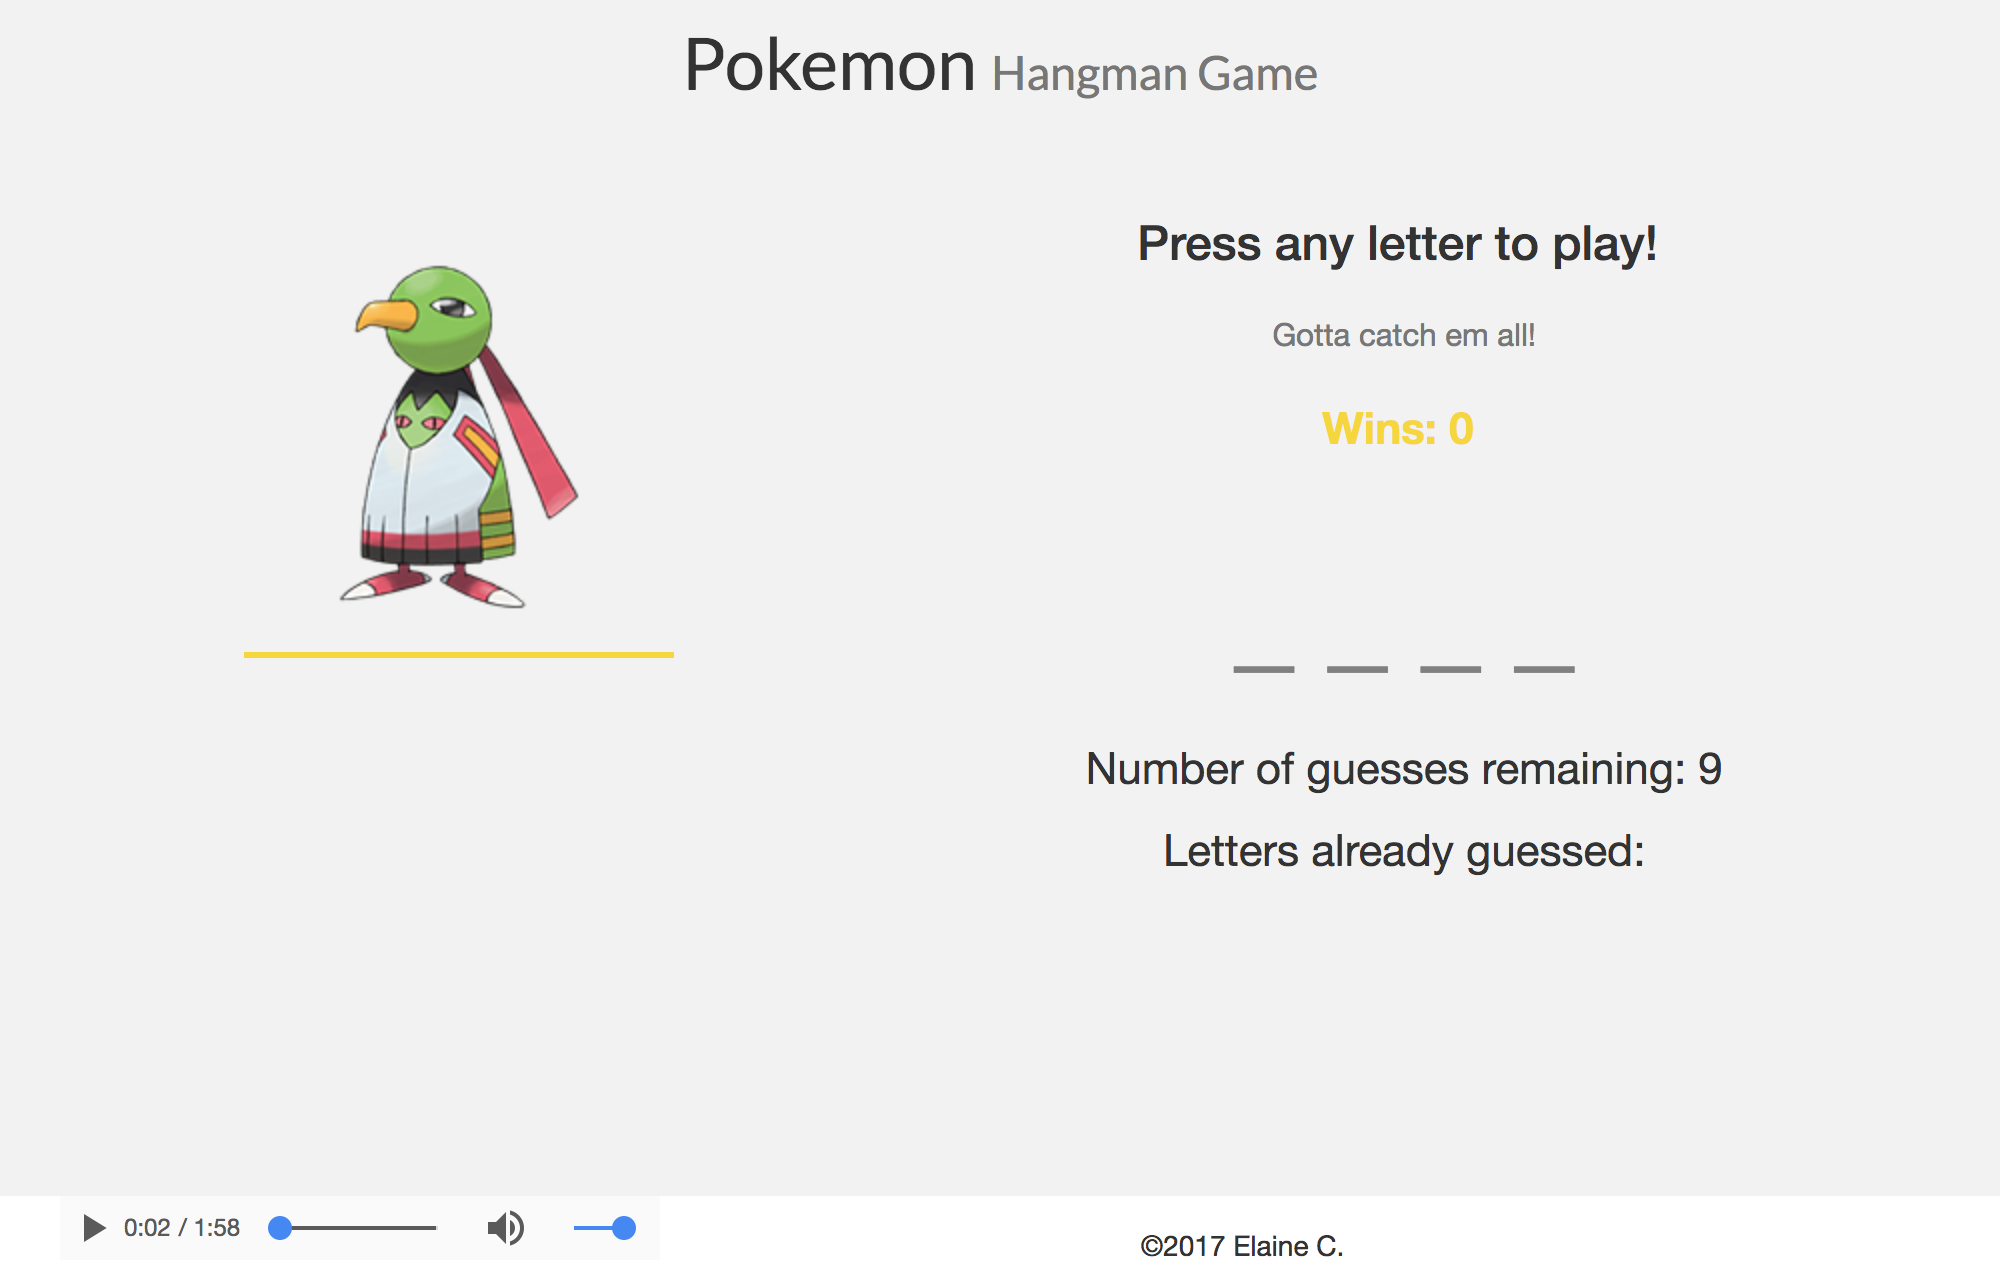 Pokemon Hangman Game
Press any letter to play!
Gotta catch em all!
Wins: 0
_ _ _ _
Number of guesses remaining: 9
Letters already guessed:
0:02 / 1:58
©2017 Elaine C.